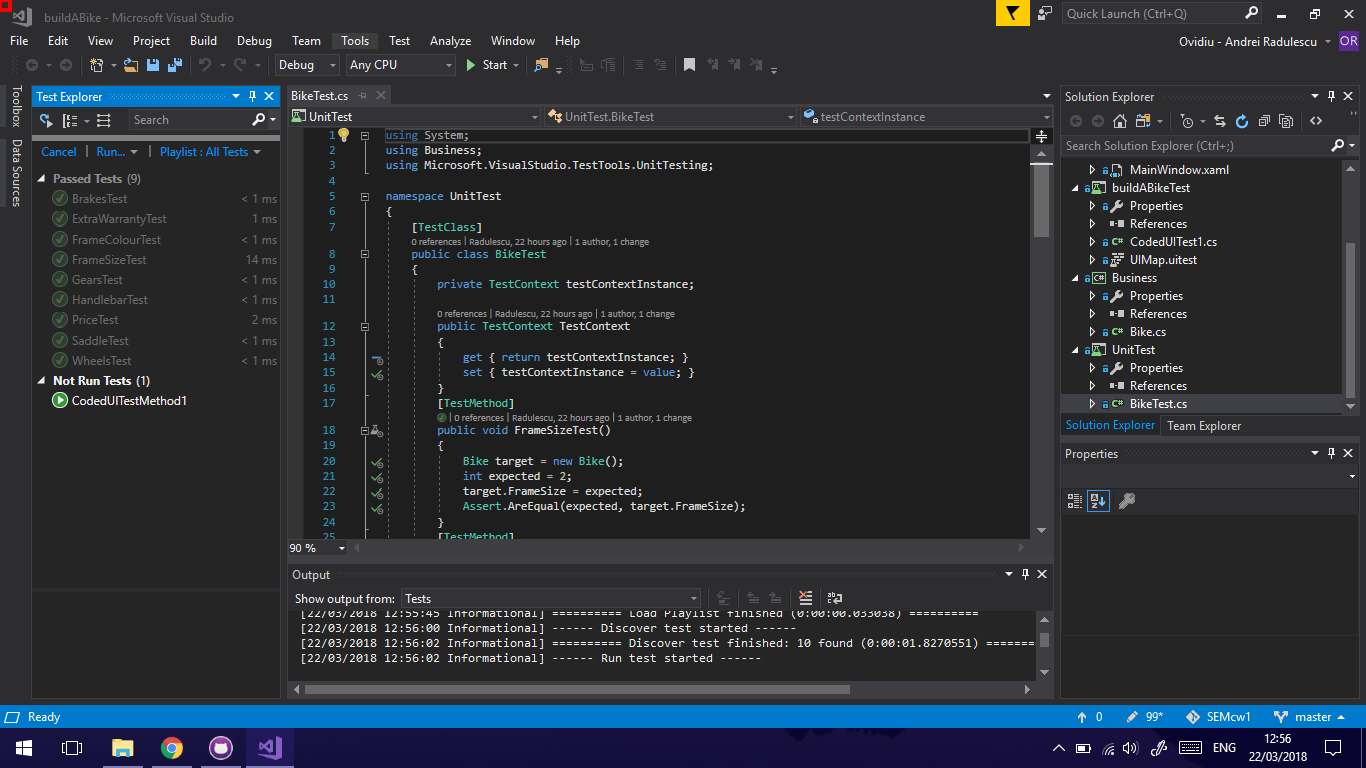 buildABike - Microsoft Visual Studio
Quick Launch (Ctrl+Q)
File Edit View Project Build Debug Team Tools Test Analyze Window Help
Ovidiu - Andrei Radulescu OR
Debug Any CPU Start
Toolbox
Data Sources
Test Explorer
Search
Cancel | Run... | Playlist : All Tests
Passed Tests (9)
BrakesTest < 1 ms
ExtraWarrantyTest 1 ms
FrameColourTest < 1 ms
FrameSizeTest 14 ms
GearsTest < 1 ms
HandlebarTest < 1 ms
PriceTest 2 ms
SaddleTest < 1 ms
WheelsTest < 1 ms
Not Run Tests (1)
CodedUITestMethod1
BikeTest.cs
UnitTest UnitTest.BikeTest testContextInstance
1 using System;
2 using Business;
3 using Microsoft.VisualStudio.TestTools.UnitTesting;
4
5 namespace UnitTest
6 {
7 [TestClass]
0 references | Radulescu, 22 hours ago | 1 author, 1 change
8 public class BikeTest
9 {
10 private TestContext testContextInstance;
11
0 references | Radulescu, 22 hours ago | 1 author, 1 change
12 public TestContext TestContext
13 {
14 get { return testContextInstance; }
15 set { testContextInstance = value; }
16 }
17 [TestMethod]
| 0 references | Radulescu, 22 hours ago | 1 author, 1 change
18 public void FrameSizeTest()
19 {
20 Bike target = new Bike();
21 int expected = 2;
22 target.FrameSize = expected;
23 Assert.AreEqual(expected, target.FrameSize);
24 }
25 [TestMethod]
90 %
Output
Show output from: Tests
[22/03/2018 12:55:45 Informational] ========== Load Playlist finished (0:00:00.033038) ==========
[22/03/2018 12:56:00 Informational] ------ Discover test started ------
[22/03/2018 12:56:02 Informational] ========== Discover test finished: 10 found (0:00:01.8270551) =======
[22/03/2018 12:56:02 Informational] ------ Run test started ------
Solution Explorer
Search Solution Explorer (Ctrl+;)
MainWindow.xaml
buildABikeTest
Properties
References
C# CodedUITest1.cs
UIMap.uitest
C# Business
Properties
References
C# Bike.cs
UnitTest
Properties
References
C# BikeTest.cs
Solution Explorer Team Explorer
Properties
Ready
0 99* SEMcw1 master
ENG
12:56
22/03/2018